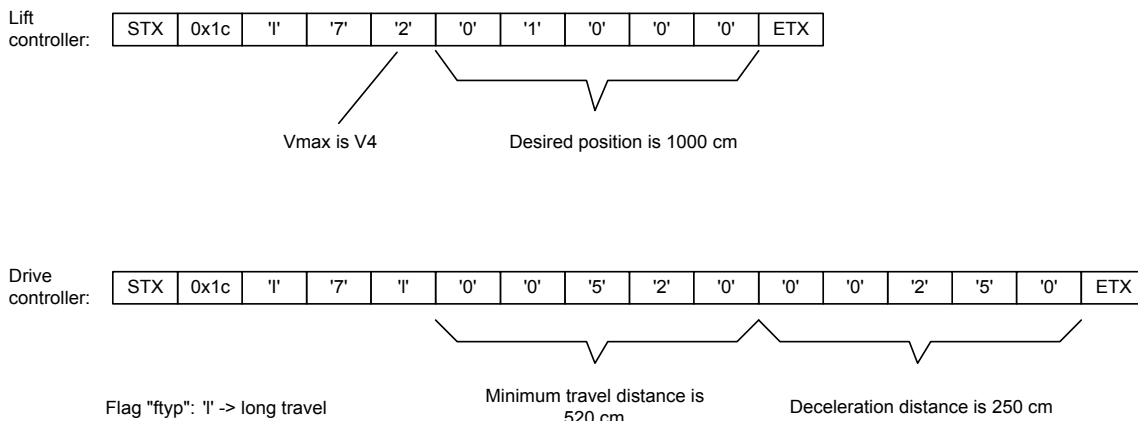 Lift
controller:
STX 0x1c 'I' '7' '2' '0' '1' '0' '0' '0' ETX
Vmax is V4 Desired position is 1000 cm
Drive
controller:
STX 0x1c 'I' '7' 'l' '0' '0' '5' '2' '0' '0' '0' '2' '5' '0' ETX
Flag "ftyp": 'l' -> long travel
Minimum travel distance is
520 cm
Deceleration distance is 250 cm